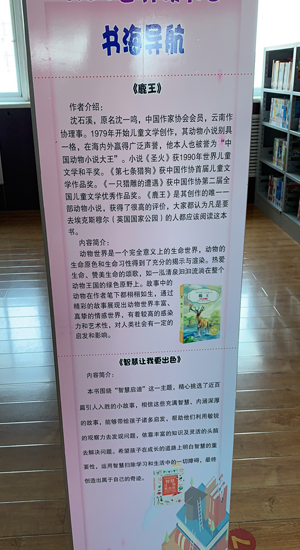 书海导航
《鹿王》
作者介绍：
沈石溪，原名沈一鸣，中国作家协会会员，云南作
协理事。1979年开始儿童文学创作，其动物小说别具
一格，在海内外赢得广泛声誉，他本人也被誉为“中
国动物小说大王”。小说《圣火》获1990年世界儿童
文学和平奖。《第七条猎狗》获中国作协首届儿童文
学作品奖。《一只猎雕的遭遇》获中国作协第二届全
国儿童文学优秀作品奖。《鹿王》是其创作的唯一一
部动物小说，获得了很高的评价，大家都认为凡是要
去埃克斯穆尔（英国国家公园）的人都应该阅读这本
书。
内容简介：
动物世界是一个完全意义上的生命世界，动物的
生命原色和生命习性得到了充分的揭示与渲染。热爱
生命、赞美生命的颂歌，如一泓清泉汩汩流淌在整个
动物王国的绿色原野上。故事中的
动物在作者笔下都栩栩如生，通过
精彩的故事展现出动物世界丰富、
真挚的情感世界，有着较高的感染
力和艺术性，对人类社会有一定的
启发和影响。
《智慧让我更出色》
内容简介：
本书围绕“智慧启迪”这一主题，精心挑选了近百
篇引人入胜的小故事，相信这些充满智慧、内涵深厚
的故事，能够带给孩子诸多启发，帮助他们利用敏锐
的观察力去发现问题、依靠丰富的知识及灵活的头脑
去解决问题。希望孩子在成长的道路上明白智慧的重
要性，运用智慧扫除学习和生活中的一切障碍，最终
创造出属于自己的奇迹。